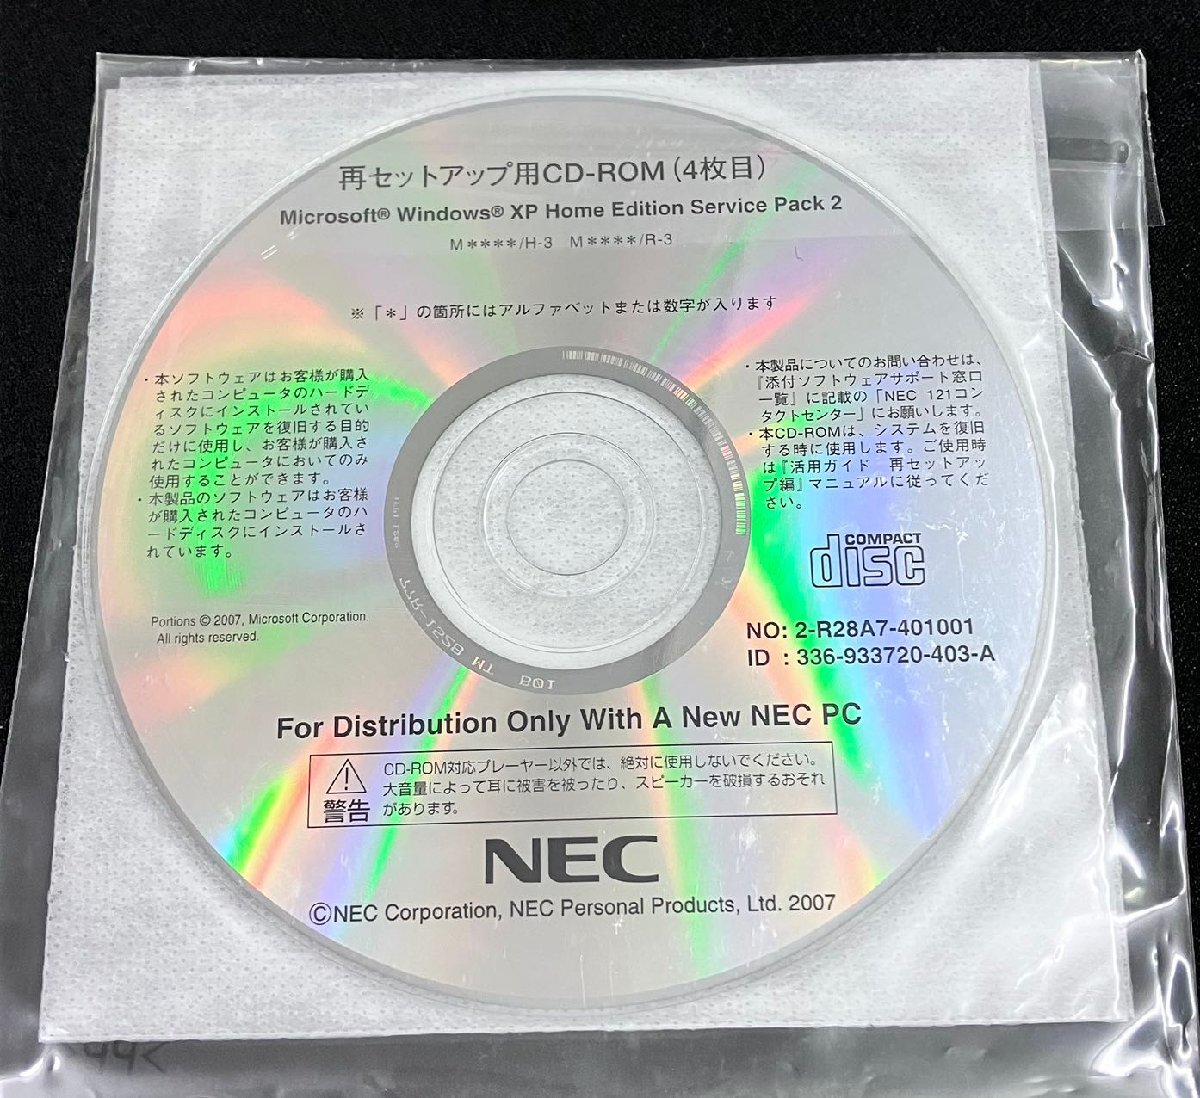 再セットアップ用CD-ROM(4枚目)
Microsoft® Windows® XP Home Edition Service Pack 2
M＊＊＊＊/H-3 M＊＊＊＊/R-3
※「＊」の箇所にはアルファベットまたは数字が入ります
・本ソフトウェアはお客様が購入
されたコンピュータのハードデ
ィスクにインストールされてい
るソフトウェアを復旧する目的
だけに使用し、お客様が購入さ
れたコンピュータにおいてのみ
使用することができます。
・本製品のソフトウェアはお客様
が購入されたコンピュータのハ
ードディスクにインストールさ
れています。
Portions © 2007, Microsoft Corporation
All rights reserved.
・本製品についてのお問い合わせは、
『添付ソフトウェアサポート窓口
一覧』に記載の「NEC 121コン
タクトセンター」にお願いします。
・本CD-ROMは、システムを復旧
する時に使用します。ご使用時
は『活用ガイド 再セットアッ
プ編』マニュアルに従ってくだ
さい。
COMPACT
disc
NO: 2-R28A7-401001
ID : 336-933720-403-A
For Distribution Only With A New NEC PC
警告
CD-ROM対応プレーヤー以外では、絶対に使用しないでください。
大音量によって耳に被害を被ったり、スピーカーを破損するおそれ
があります。
NEC
©NEC Corporation, NEC Personal Products, Ltd. 2007